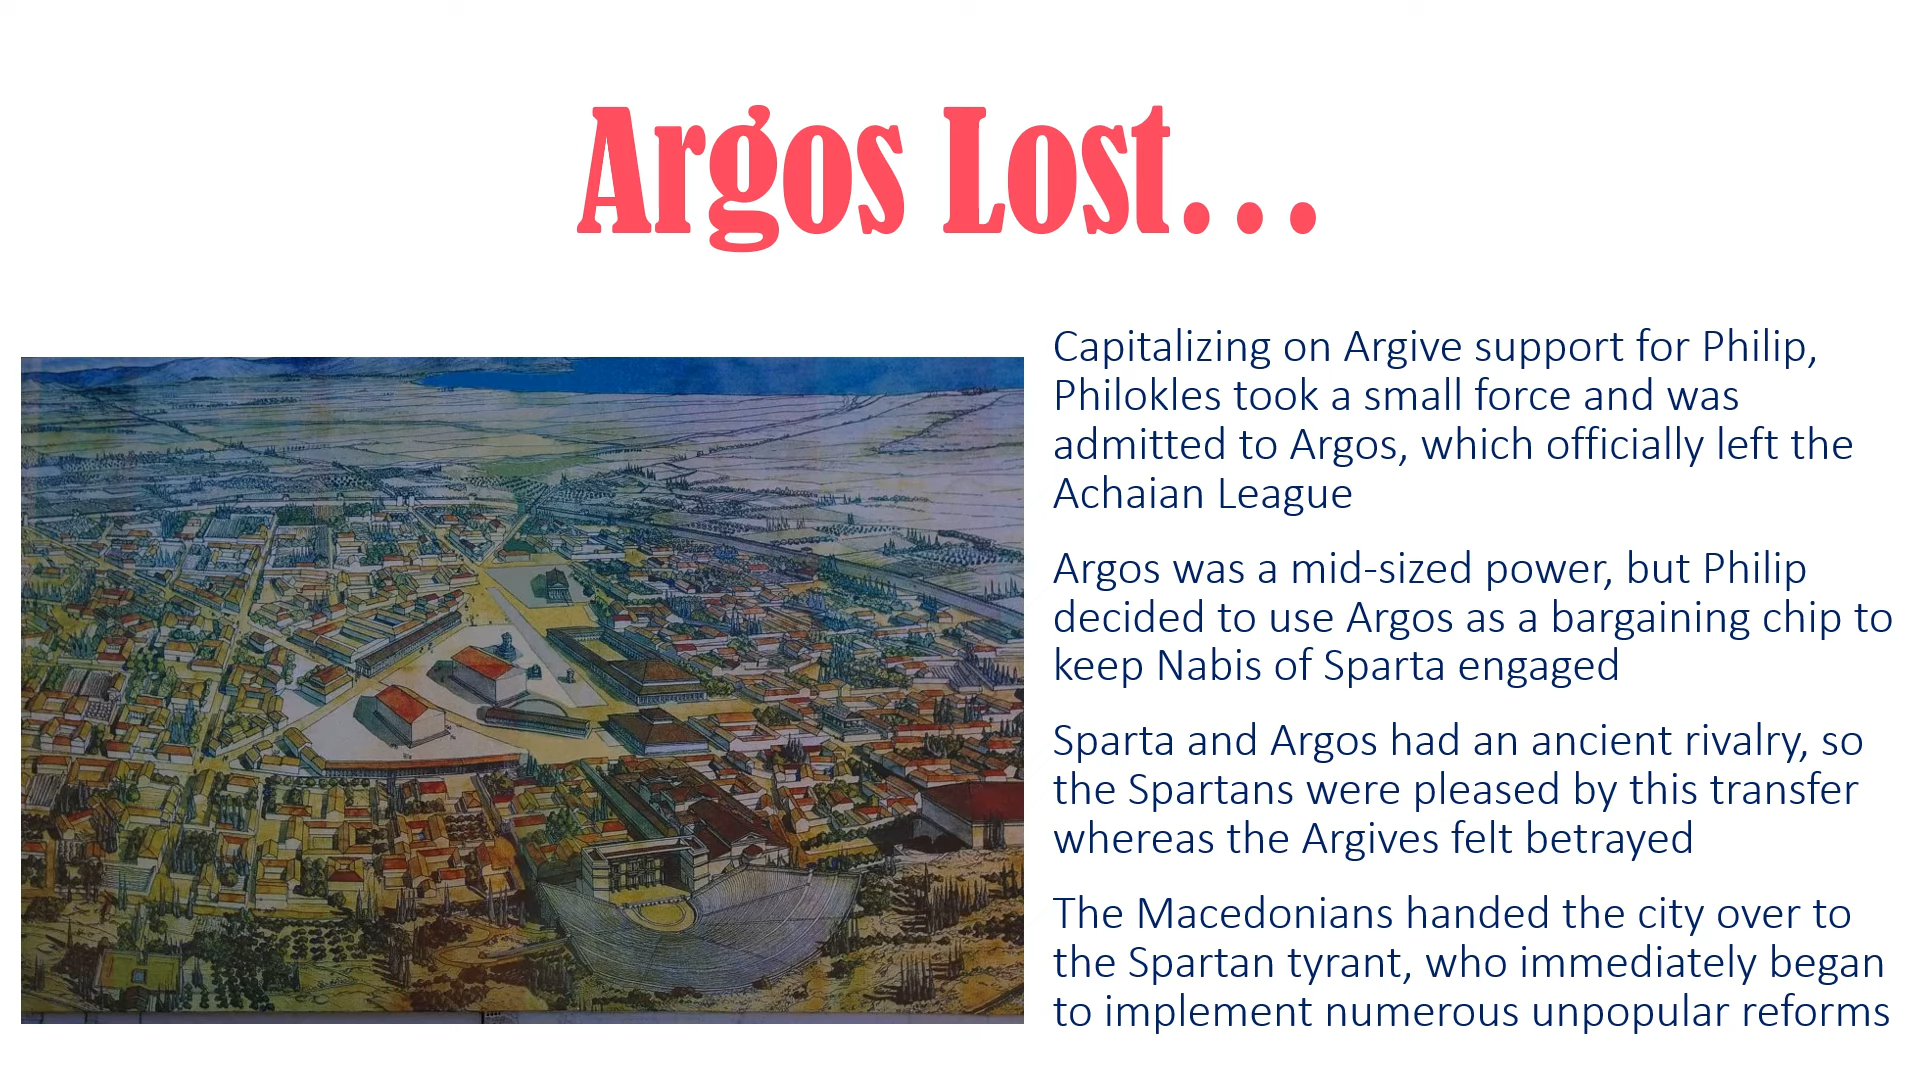 Argos Lost...
Capitalizing on Argive support for Philip,
Philokles took a small force and was
admitted to Argos, which officially left the
Achaian League
Argos was a mid-sized power, but Philip
decided to use Argos as a bargaining chip to
keep Nabis of Sparta engaged
Sparta and Argos had an ancient rivalry, so
the Spartans were pleased by this transfer
whereas the Argives felt betrayed
The Macedonians handed the city over to
the Spartan tyrant, who immediately began
to implement numerous unpopular reforms